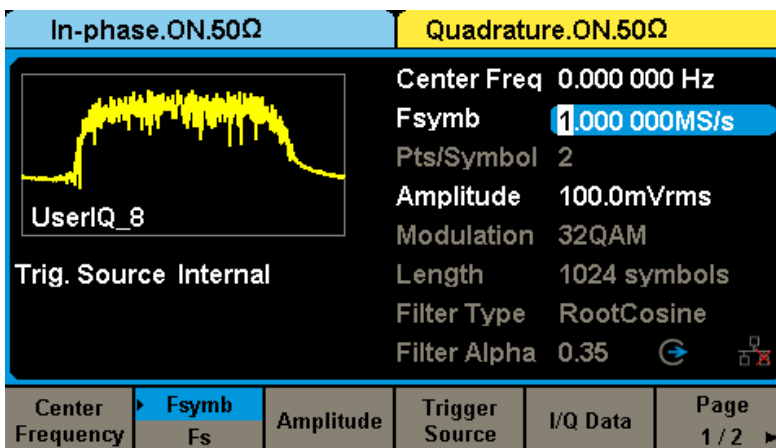 In-phase.ON.50Ω
Quadrature.ON.50Ω
Center Freq 0.000 000 Hz
Fsymb 1.000 000MS/s
Pts/Symbol 2
Amplitude 100.0mVrms
Modulation 32QAM
Length 1024 symbols
Filter Type RootCosine
Filter Alpha 0.35
UserIQ_8
Trig. Source Internal
Center
Frequency
Fsymb
Fs
Amplitude
Trigger
Source
I/Q Data
Page
1/2